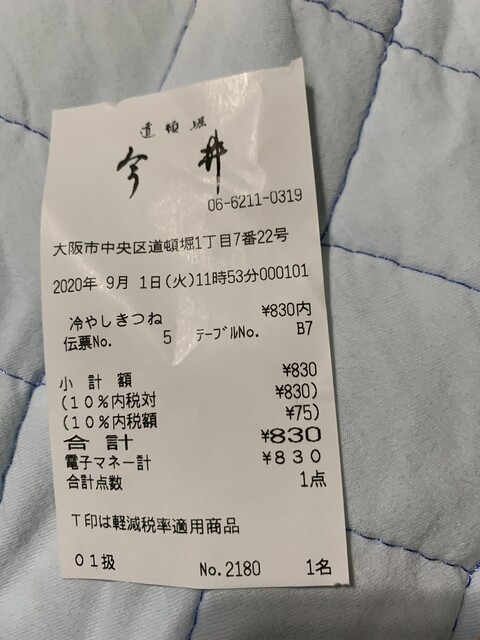 道頓堀
今井
06-6211-0319
大阪市中央区道頓堀1丁目7番22号
2020年 9月 1日(火)11時53分000101
冷やしきつね ¥830内
伝票No. 5 テーブルNo. B7
小計額 ¥830
(10%内税対 ¥830)
(10%内税額 ¥75)
合計 ¥830
電子マネー計 ¥830
合計点数 1点
T印は軽減税率適用商品
01扱 No.2180 1名